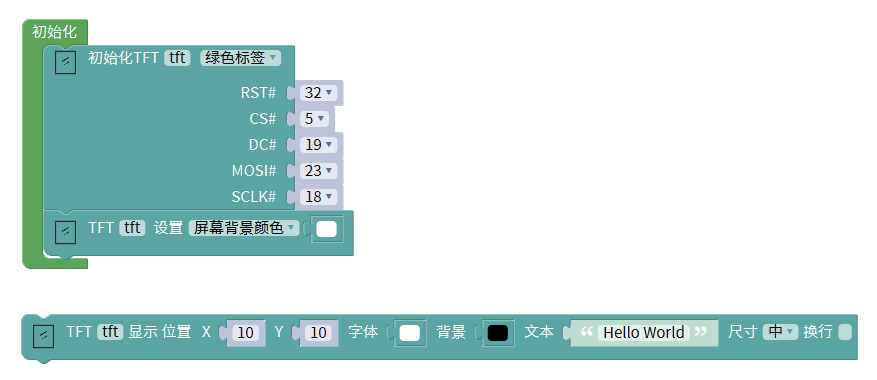 初始化
初始化TFT tft 绿色标签
RST# 32
CS# 5
DC# 19
MOSI# 23
SCLK# 18
TFT tft 设置 屏幕背景颜色
TFT tft 显示 位置 X 10 Y 10 字体 背景 文本 “ Hello World ” 尺寸 中 换行